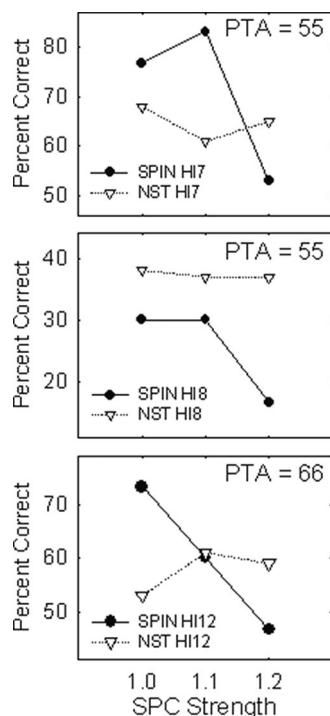 PTA = 55
80
70
60
50
Percent Correct
SPIN HI7
NST HI7
PTA = 55
40
30
20
Percent Correct
SPIN HI8
NST HI8
PTA = 66
70
60
50
Percent Correct
SPIN HI12
NST HI12
1.0 1.1 1.2
SPC Strength